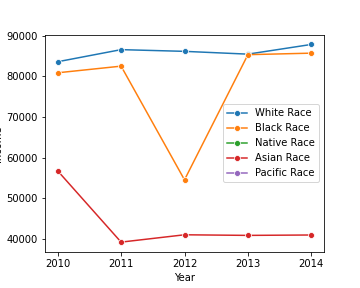 90000
80000
70000
60000
50000
40000
White Race
Black Race
Native Race
Asian Race
Pacific Race
2010 2011 2012 2013 2014
Year